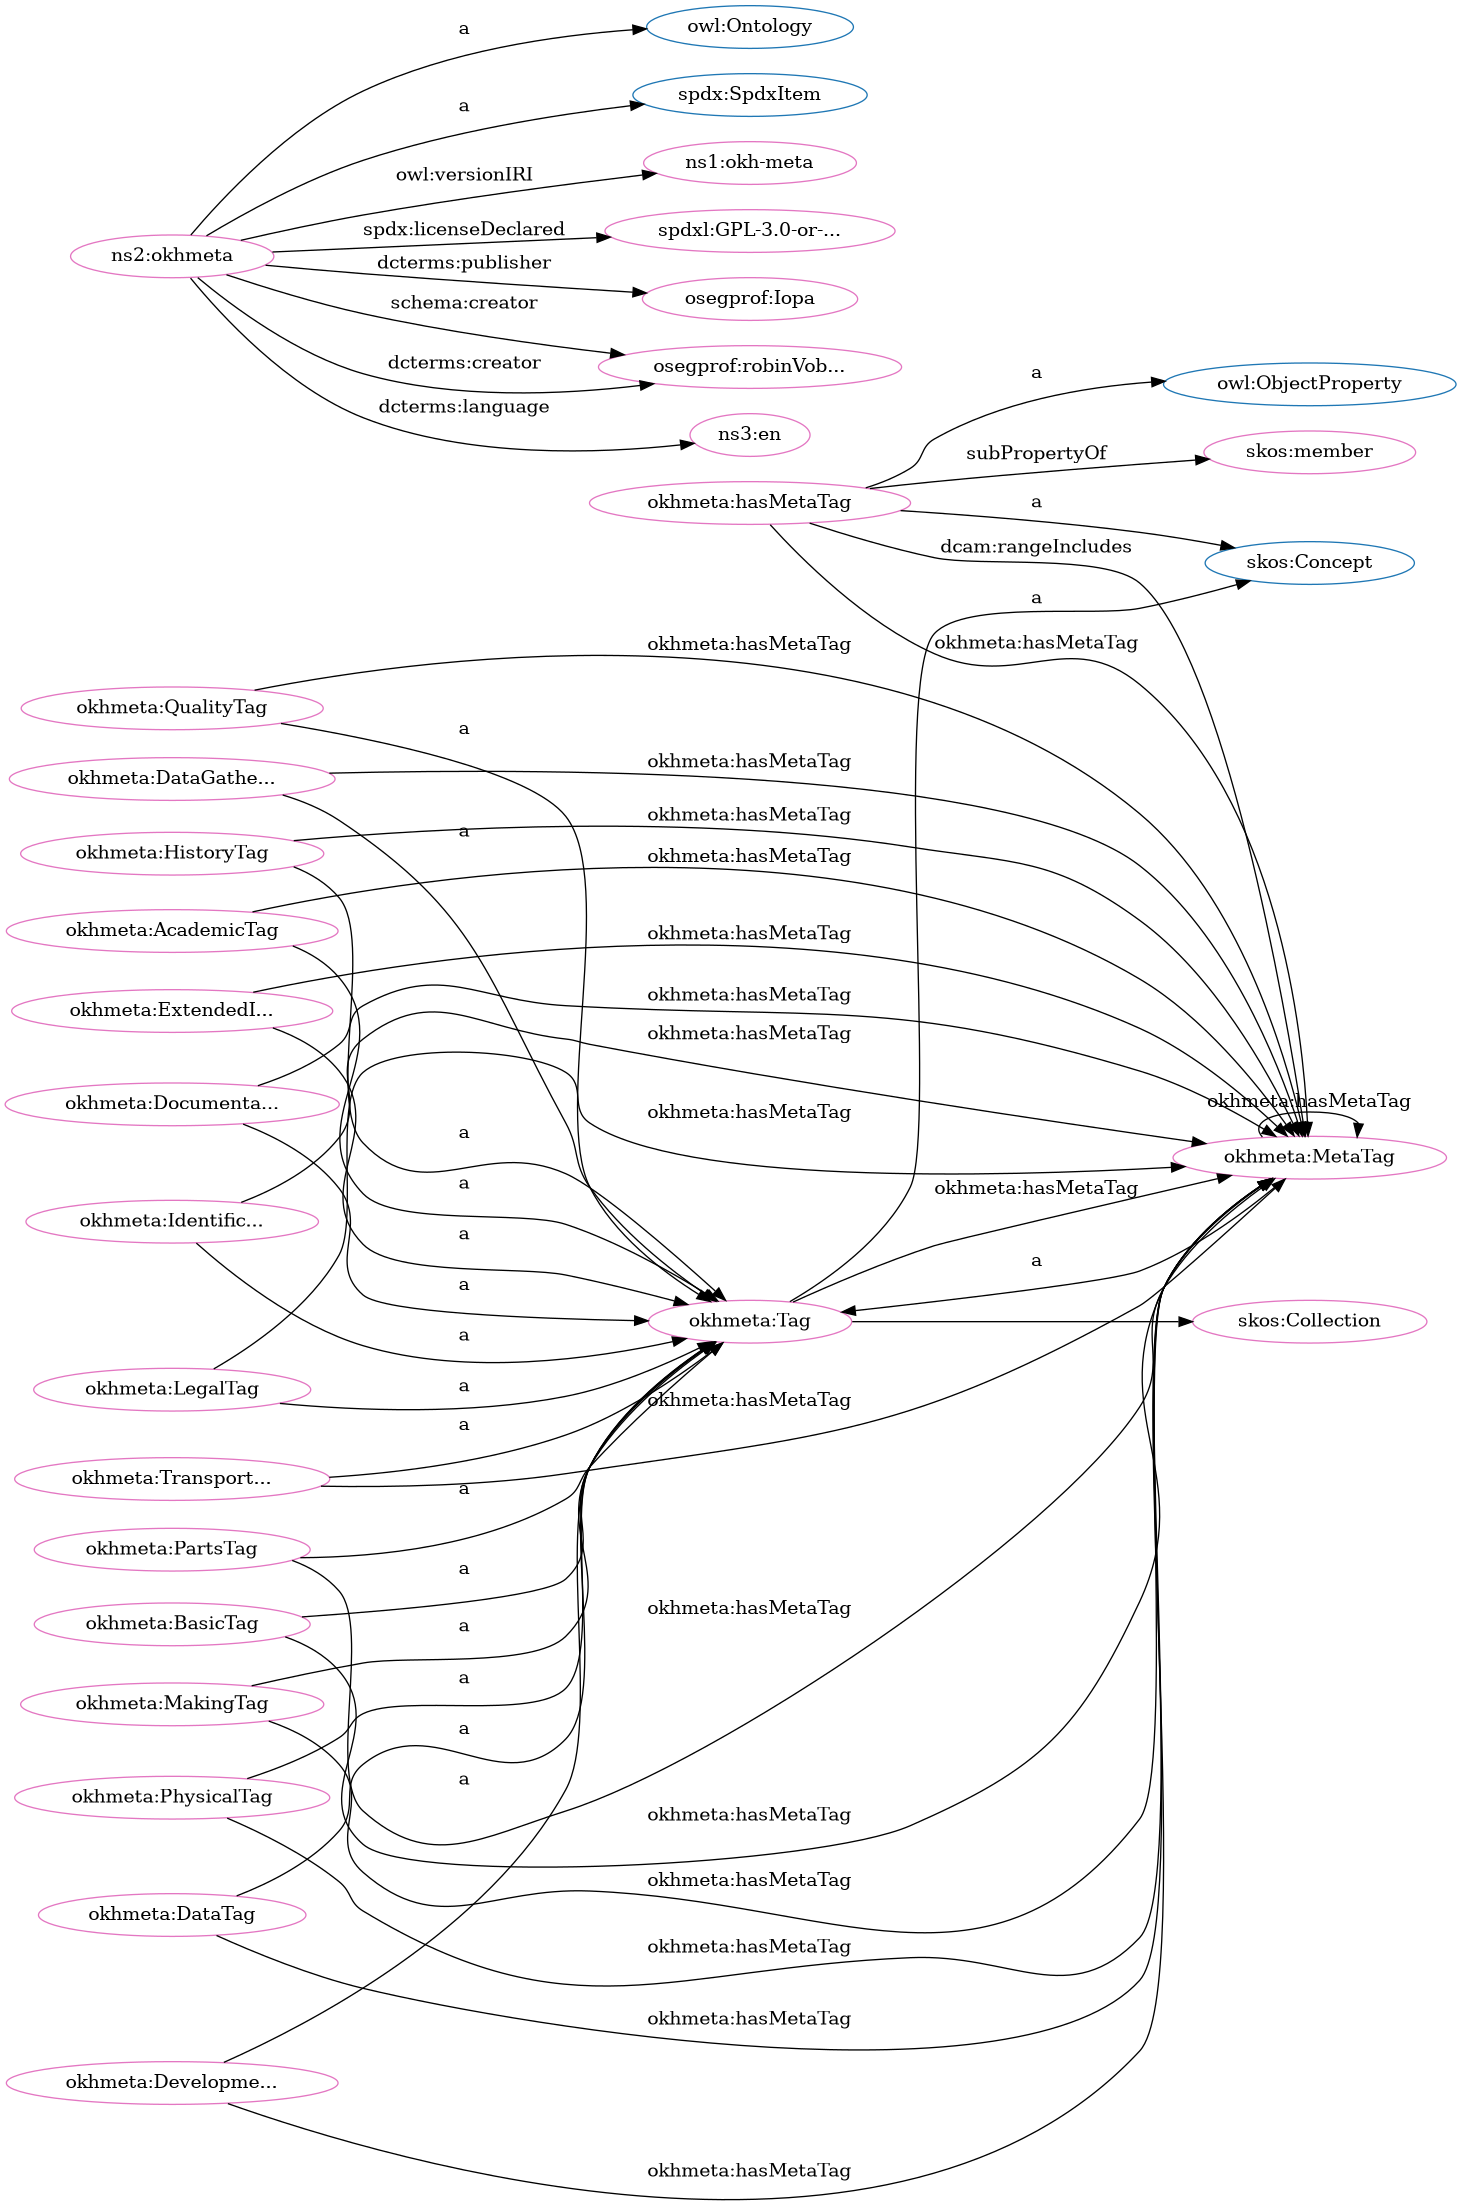 a
owl:Ontology
a
spdx:SpdxItem
owl:versionIRI
ns1:okh-meta
ns2:okhmeta
spdx:licenseDeclared
spdxl:GPL-3.0-or-...
dcterms:publisher
osegprof:Iopa
schema:creator
dcterms:creator
osegprof:robinVob...
dcterms:language
ns3:en
a
owl:ObjectProperty
subPropertyOf
skos:member
okhmeta:hasMetaTag
a
dcam:rangeIncludes
skos:Concept
a
okhmeta:hasMetaTag
okhmeta:hasMetaTag
okhmeta:QualityTag
a
okhmeta:hasMetaTag
okhmeta:DataGathe...
okhmeta:hasMetaTag
a
okhmeta:HistoryTag
okhmeta:hasMetaTag
okhmeta:AcademicTag
okhmeta:hasMetaTag
okhmeta:ExtendedI...
okhmeta:hasMetaTag
okhmeta:hasMetaTag
okhmeta:Documenta...
okhmeta:hasMetaTag
okhmeta:hasMetaTag
a
okhmeta:MetaTag
a
okhmeta:hasMetaTag
okhmeta:Identific...
a
a
a
okhmeta:Tag
skos:Collection
a
okhmeta:LegalTag
a
okhmeta:hasMetaTag
a
okhmeta:Transport...
a
okhmeta:PartsTag
a
okhmeta:hasMetaTag
okhmeta:BasicTag
a
a
okhmeta:MakingTag
a
a
okhmeta:PhysicalTag
okhmeta:hasMetaTag
okhmeta:hasMetaTag
okhmeta:DataTag
okhmeta:hasMetaTag
okhmeta:hasMetaTag
okhmeta:Developme...
okhmeta:hasMetaTag